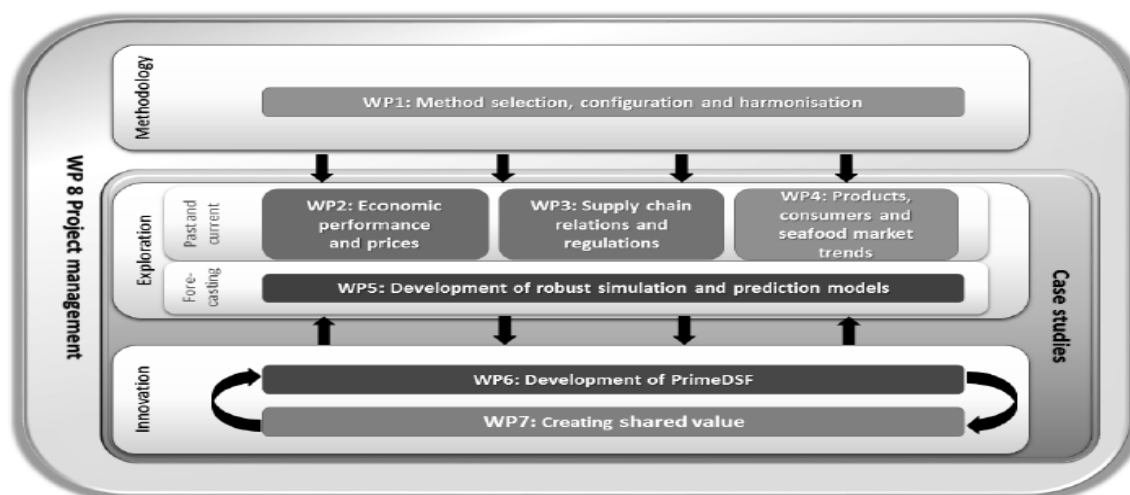 WP 8 Project management
Methodology
WP1: Method selection, configuration and harmonisation
Exploration
Past and
current
WP2: Economic
performance
and prices
WP3: Supply chain
relations and
regulations
WP4: Products,
consumers and
seafood market
trends
Fore-
casting
WP5: Development of robust simulation and prediction models
Case studies
Innovation
WP6: Development of PrimeDSF
WP7: Creating shared value